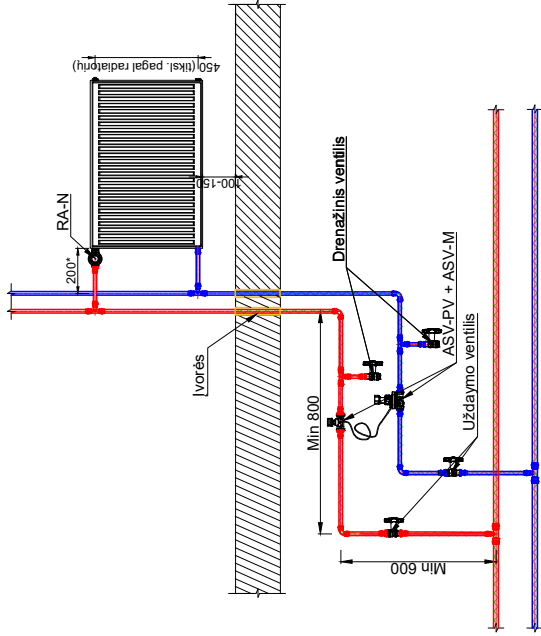 450 (tiksl. pagal radiatorių)
RA-N
100-150
200*
Įvorės
Drenažinis ventilis
ASV-PV + ASV-M
Min 800
Uždaymo ventilis
Min 600